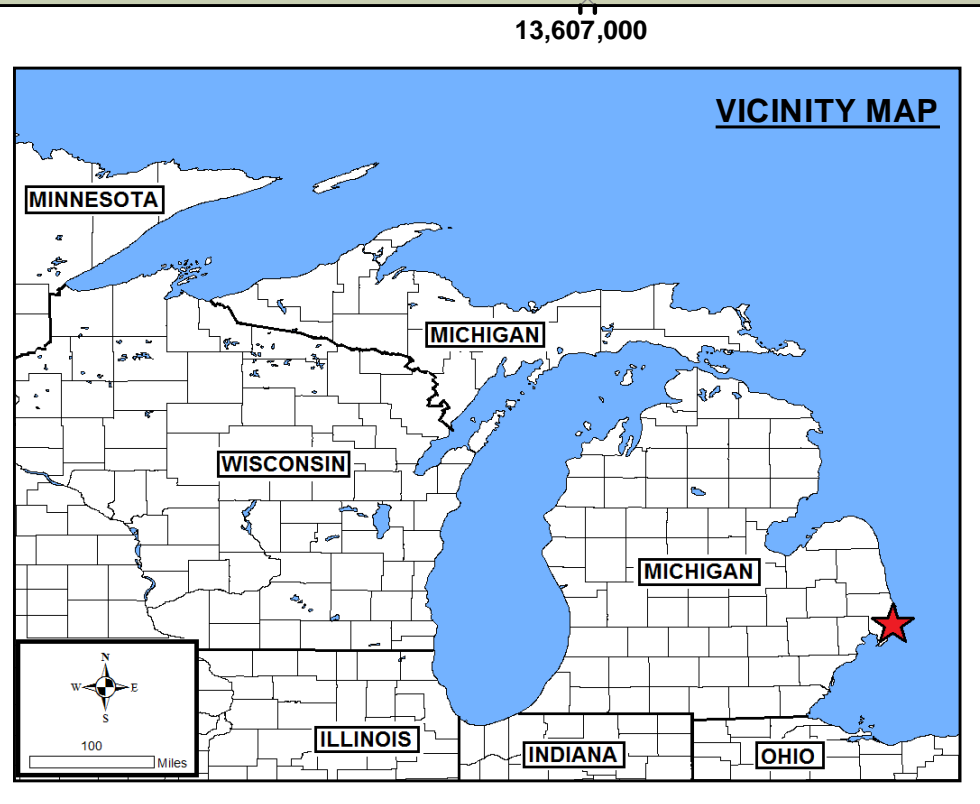 13,607,000
VICINITY MAP
MINNESOTA
MICHIGAN
WISCONSIN
MICHIGAN
N
W E
S
100
Miles
ILLINOIS
INDIANA
OHIO